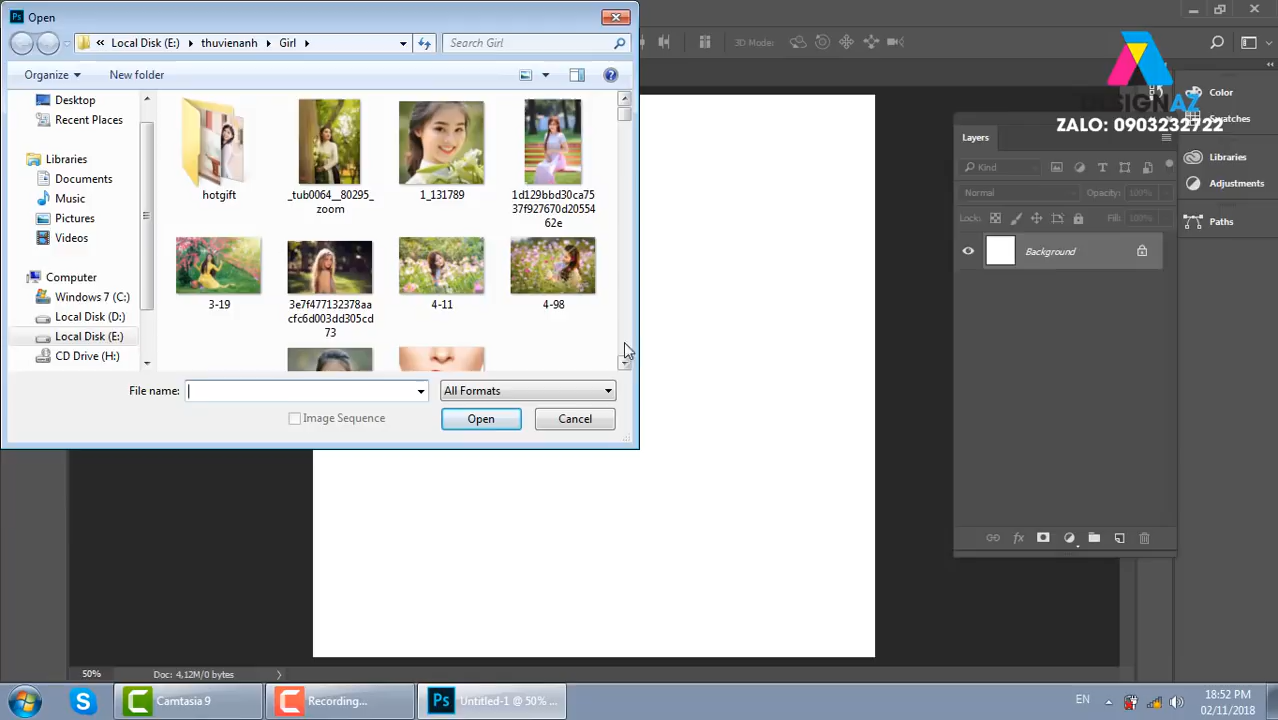 Open
Local Disk (E:)
thuvienanh
Girl
Search Girl
3D Mode:
Organize
New folder
DESIGNAZ
ZALO: 0903232722
Color
Swatches
Libraries
Adjustments
Paths
Desktop
Recent Places
Libraries
Documents
Music
Pictures
Videos
Computer
Windows 7 (C:)
Local Disk (D:)
Local Disk (E:)
CD Drive (H:)
hotgift
_tub0064__80295_
zoom
1_131789
1d129bbd30ca75
37f927670d20554
62e
3-19
3e7f477132378aa
cfc6d003dd305cd
73
4-11
4-98
File name:
All Formats
Image Sequence
Open
Cancel
Layers
Kind
Normal
Opacity: 100%
Lock:
Fill: 100%
Background
50%
Doc: 4,12M/0 bytes
Camtasia 9
Recording...
Untitled-1 @ 50% ...
EN
18:52 PM
02/11/2018